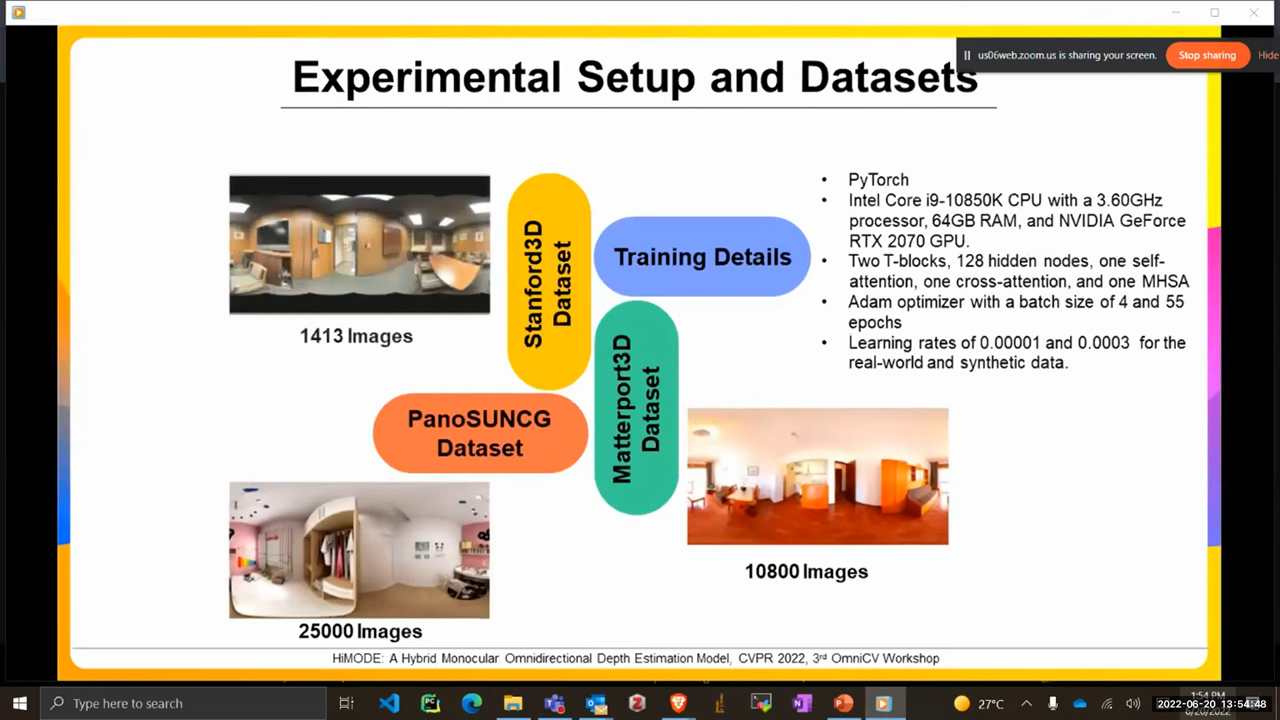 us06web.zoom.us is sharing your screen.
Stop sharing
Hide
Experimental Setup and Datasets
Stanford3D
Dataset
1413 Images
Training Details
• PyTorch
• Intel Core i9-10850K CPU with a 3.60GHz
processor, 64GB RAM, and NVIDIA GeForce
RTX 2070 GPU.
• Two T-blocks, 128 hidden nodes, one self-
attention, one cross-attention, and one MHSA
• Adam optimizer with a batch size of 4 and 55
epochs
• Learning rates of 0.00001 and 0.0003 for the
real-world and synthetic data.
PanoSUNCG
Dataset
25000 Images
Matterport3D
Dataset
10800 Images
HiMODE: A Hybrid Monocular Omnidirectional Depth Estimation Model, CVPR 2022, 3rd OmniCV Workshop
Type here to search
27°C
1:54 PM
2022-06-20 13:54:48